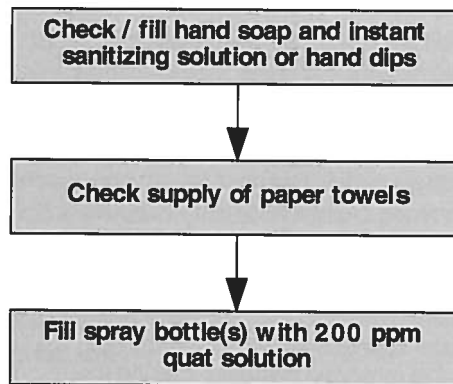 Check / fill hand soap and instant
sanitizing solution or hand dips
Check supply of paper towels
Fill spray bottle(s) with 200 ppm
quat solution